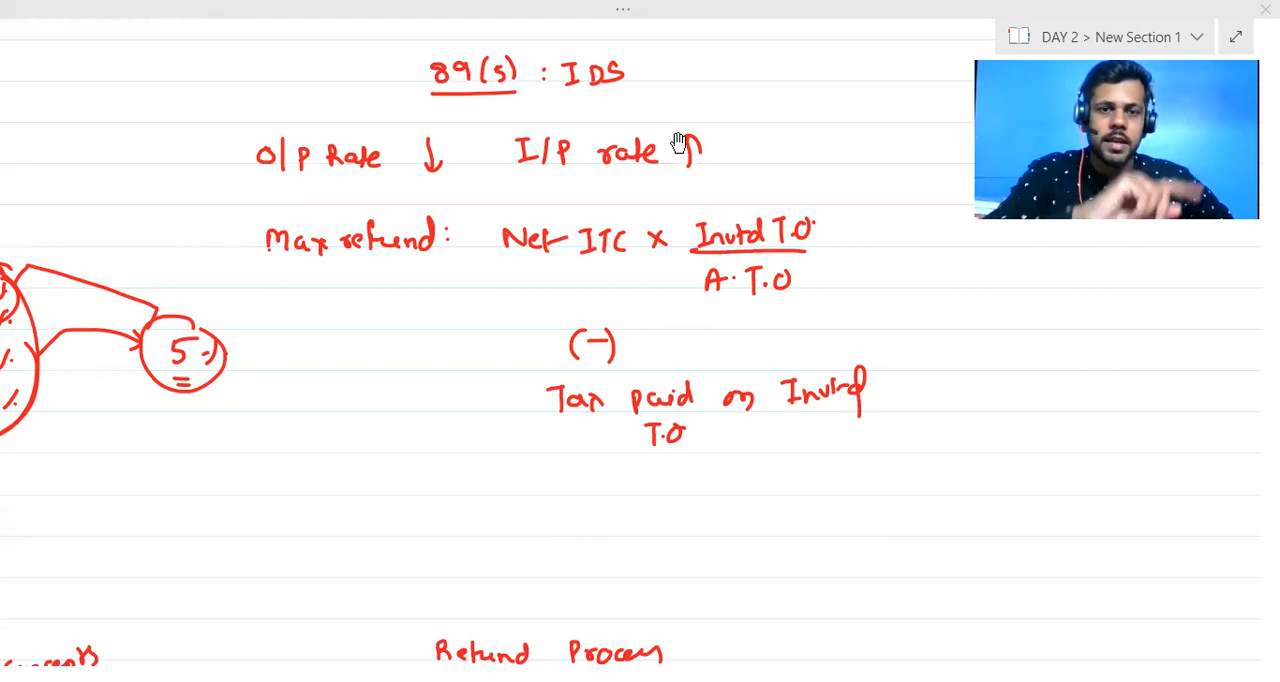 DAY 2 > New Section 1
89(5) : IDS
O/P Rate ↓ I/P rate ↑
Max refund : Net ITC × Invtd T.O.
A. T.O
5%
(-)
Tax paid on Invtd
T.O
Refund Process